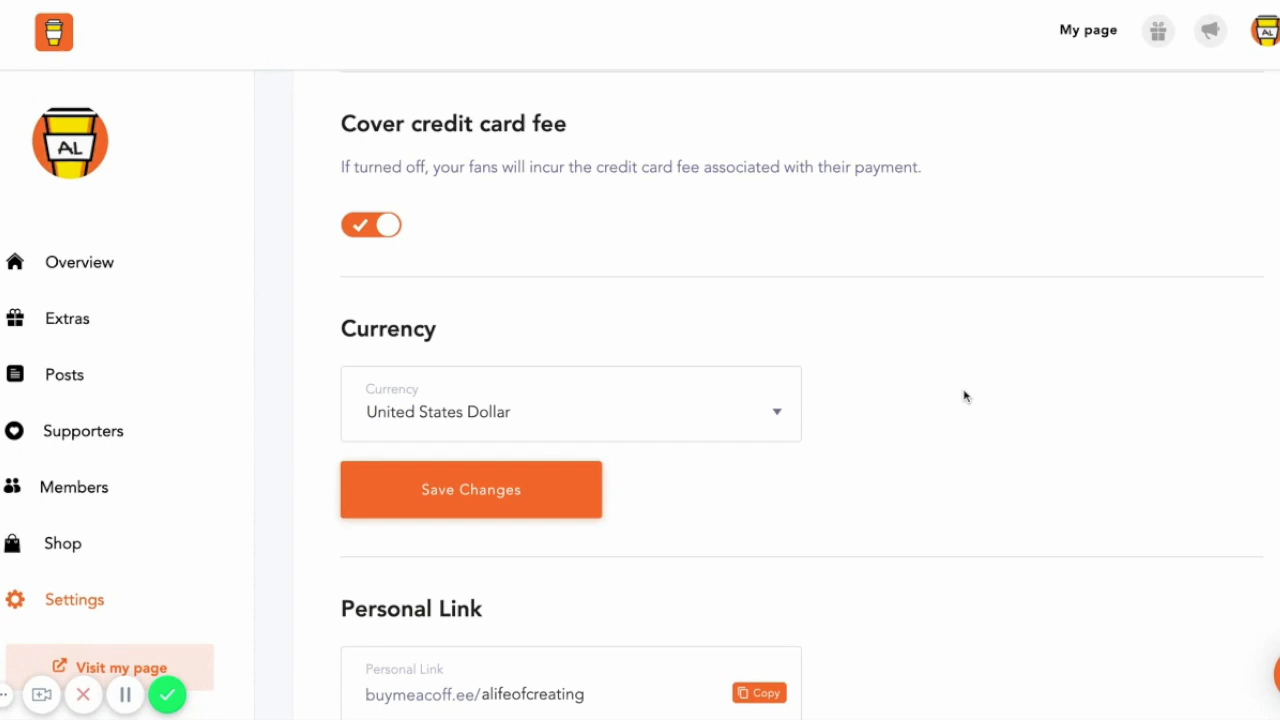 My page
AL
AL
Overview
Extras
Posts
Supporters
Members
Shop
Settings
Visit my page
Cover credit card fee
If turned off, your fans will incur the credit card fee associated with their payment.
Currency
Currency
United States Dollar
Save Changes
Personal Link
Personal Link
buymeacoff.ee/alifeofcreating
Copy